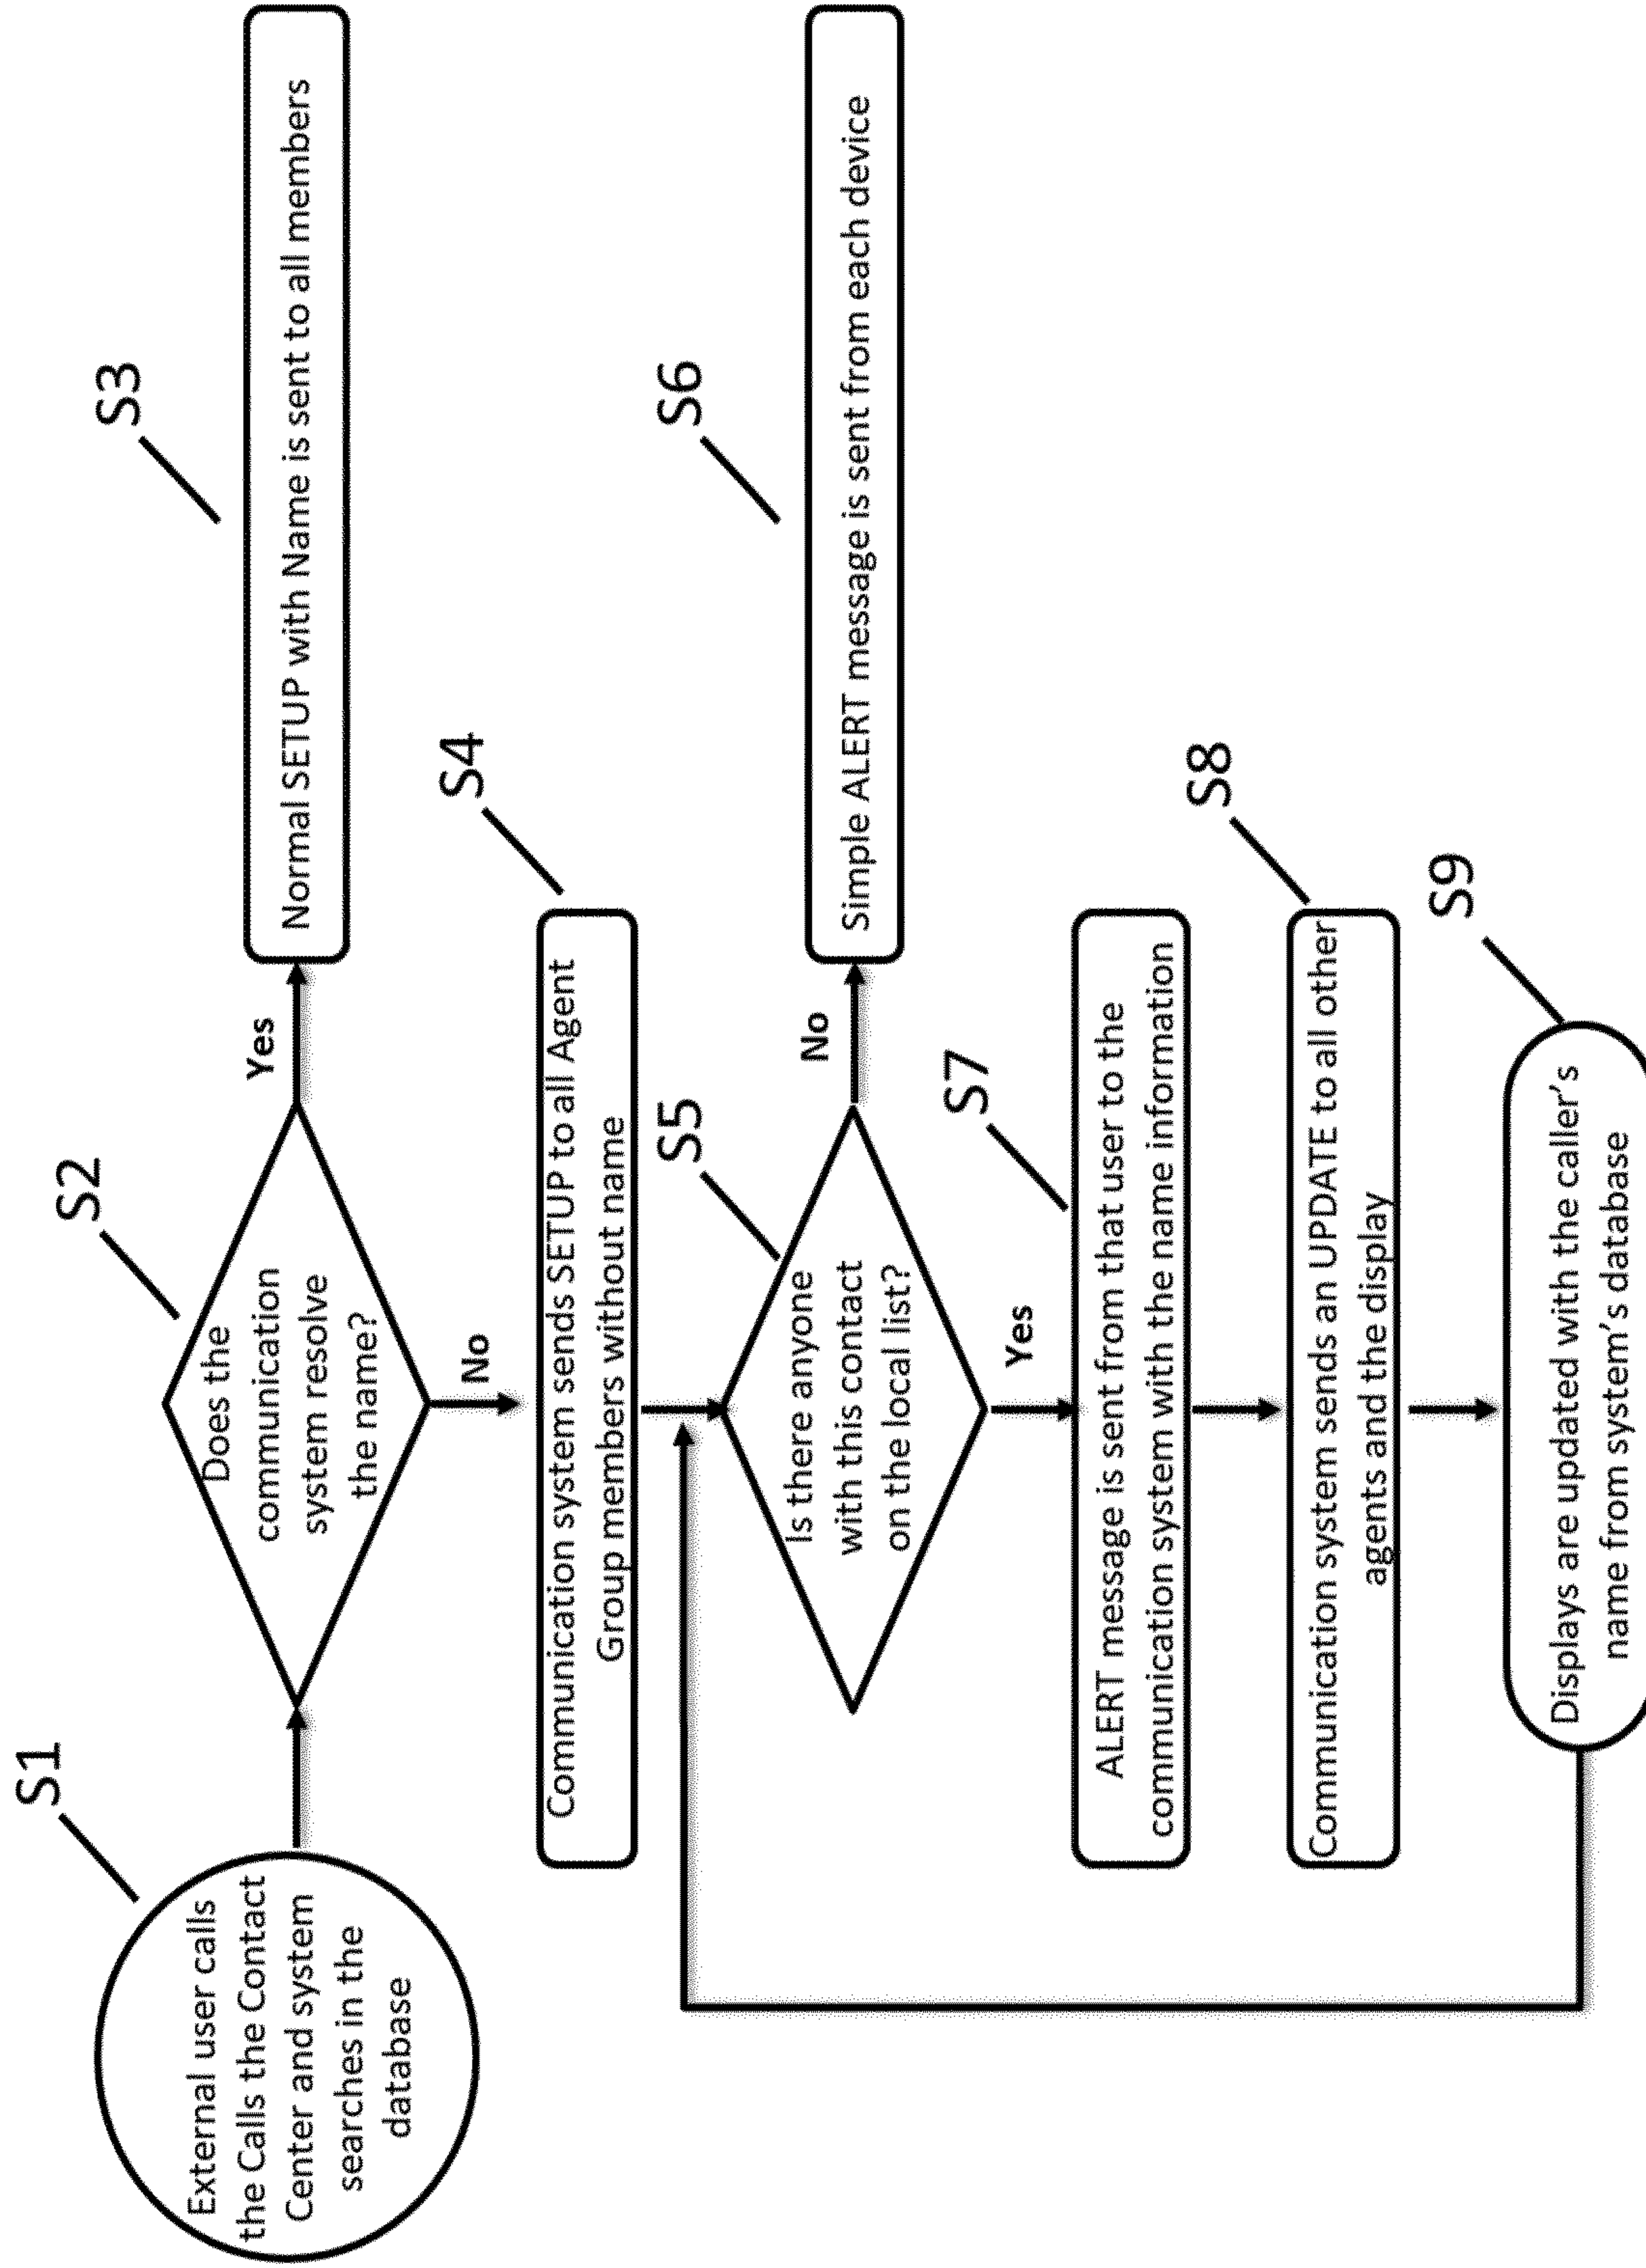 S1
External user calls
the Calls the Contact
Center and system
searches in the
database
S2
Does the
communication
system resolve
the name?
Yes
S3
Normal SETUP with Name is sent to all members
No
S4
Communication system sends SETUP to all Agent
Group members without name
S5
Is there anyone
with this contact
on the local list?
No
S6
Simple ALERT message is sent from each device
Yes
S7
ALERT message is sent from that user to the
communication system with the name information
S8
Communication system sends an UPDATE to all other
agents and the display
S9
Displays are updated with the caller's
name from system's database